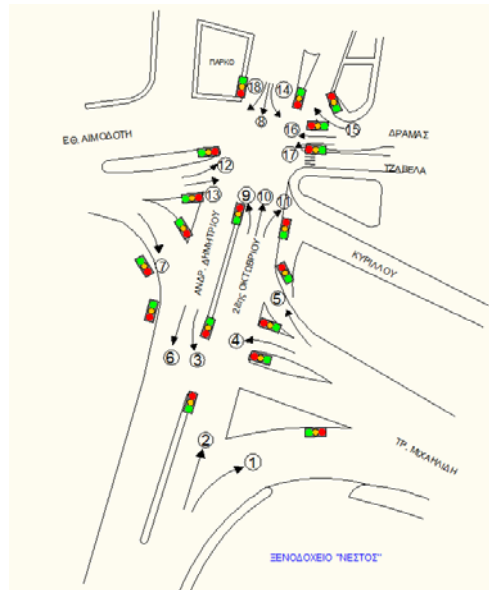 ΠΑΡΚΟ
18
14
8
16
15
17
ΔΡΑΜΑΣ
ΤΖΑΒΕΛΑ
ΕΘ. ΑΙΜΟΔΟΤΗ
12
13
9
10
11
7
ΑΝΔΡ. ΔΗΜΗΤΡΙΟΥ
28ης ΟΚΤΩΒΡΙΟΥ
ΚΥΡΙΛΛΟΥ
5
6
3
4
2
1
ΤΡ. ΜΙΧΑΗΛΙΔΗ
ΞΕΝΟΔΟΧΕΙΟ "ΝΕΣΤΟΣ"